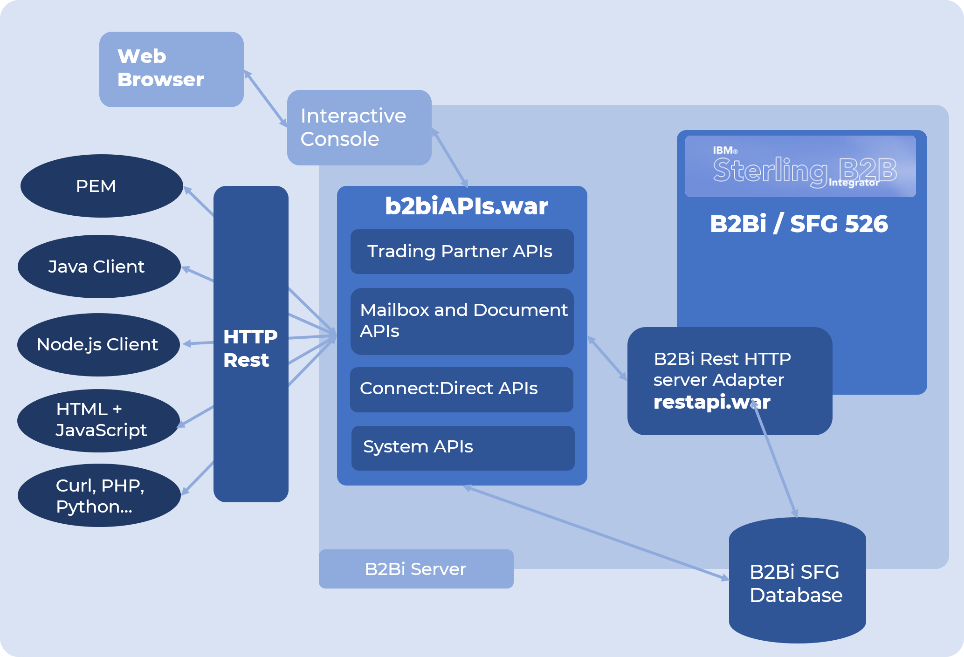 Web
Browser
Interactive
Console
PEM
Java Client
Node.js Client
HTML +
JavaScript
Curl, PHP,
Python...
HTTP
Rest
b2biAPIs.war
Trading Partner APIs
Mailbox and Document
APIs
Connect:Direct APIs
System APIs
IBM®
Sterling B2B
Integrator
B2Bi / SFG 526
B2Bi Rest HTTP
server Adapter
restapi.war
B2Bi Server
B2Bi SFG
Database